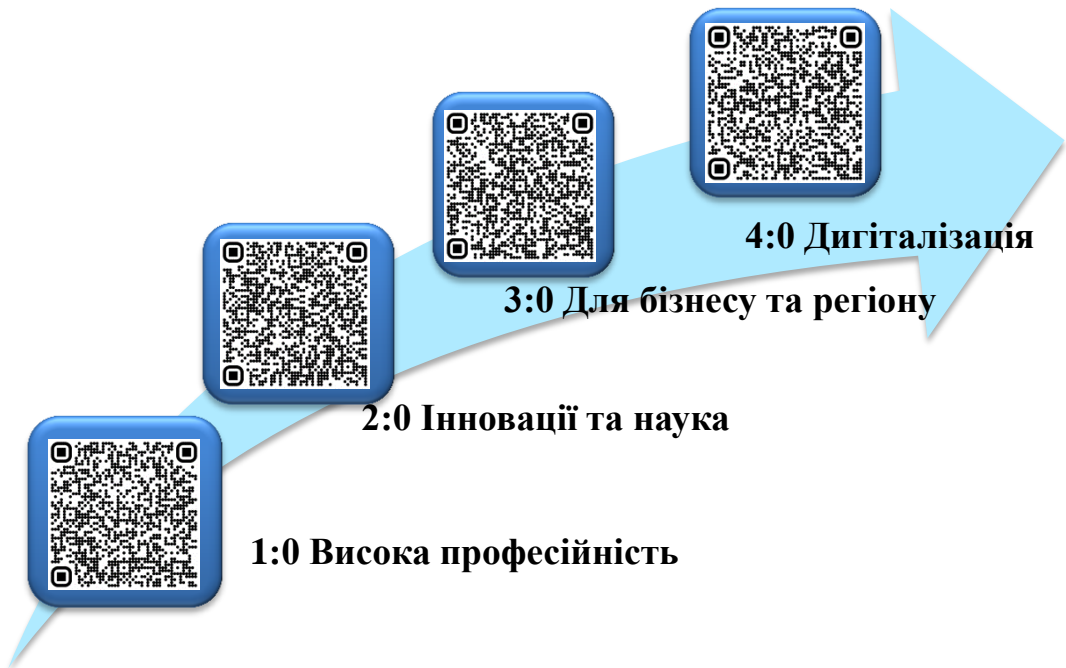 4:0 Дигіталізація
3:0 Для бізнесу та регіону
2:0 Інновації та наука
1:0 Висока професійність